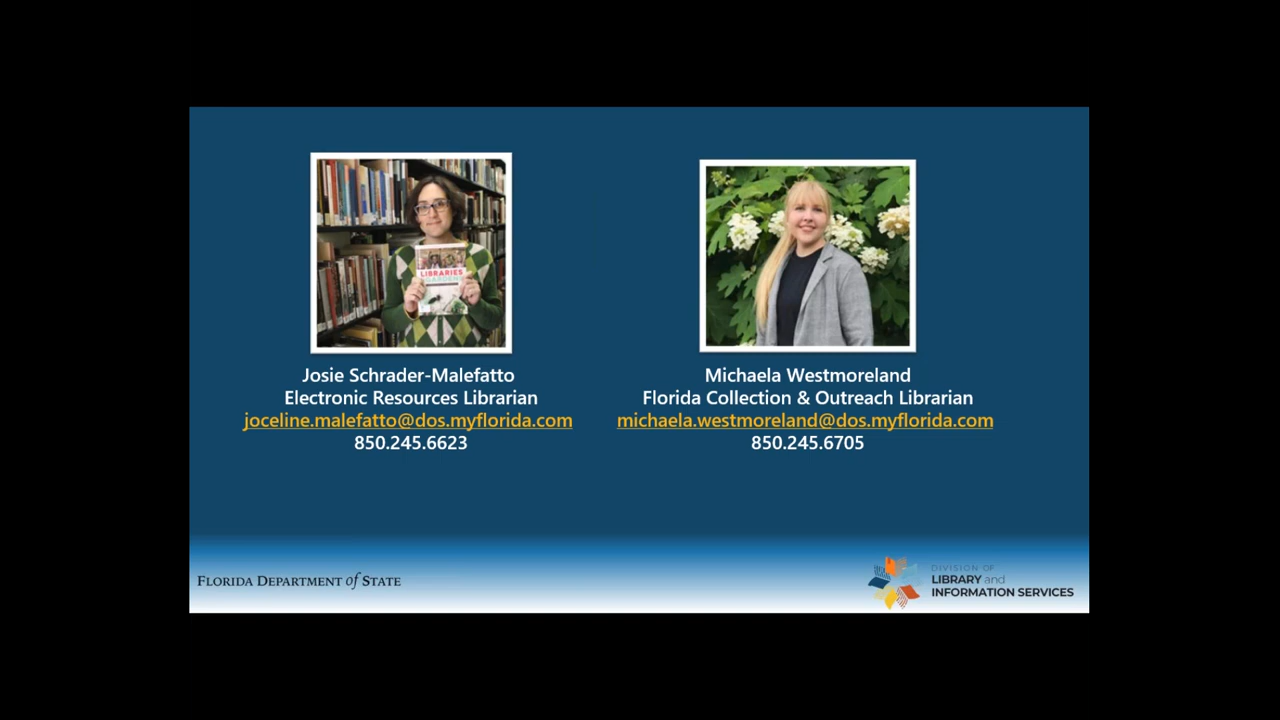 LIBRARIES
Josie Schrader-Malefatto
Electronic Resources Librarian
joceline.malefatto@dos.myflorida.com
850.245.6623
Michaela Westmoreland
Florida Collection & Outreach Librarian
michaela.westmoreland@dos.myflorida.com
850.245.6705
FLORIDA DEPARTMENT of STATE
DIVISION OF
LIBRARY and
INFORMATION SERVICES